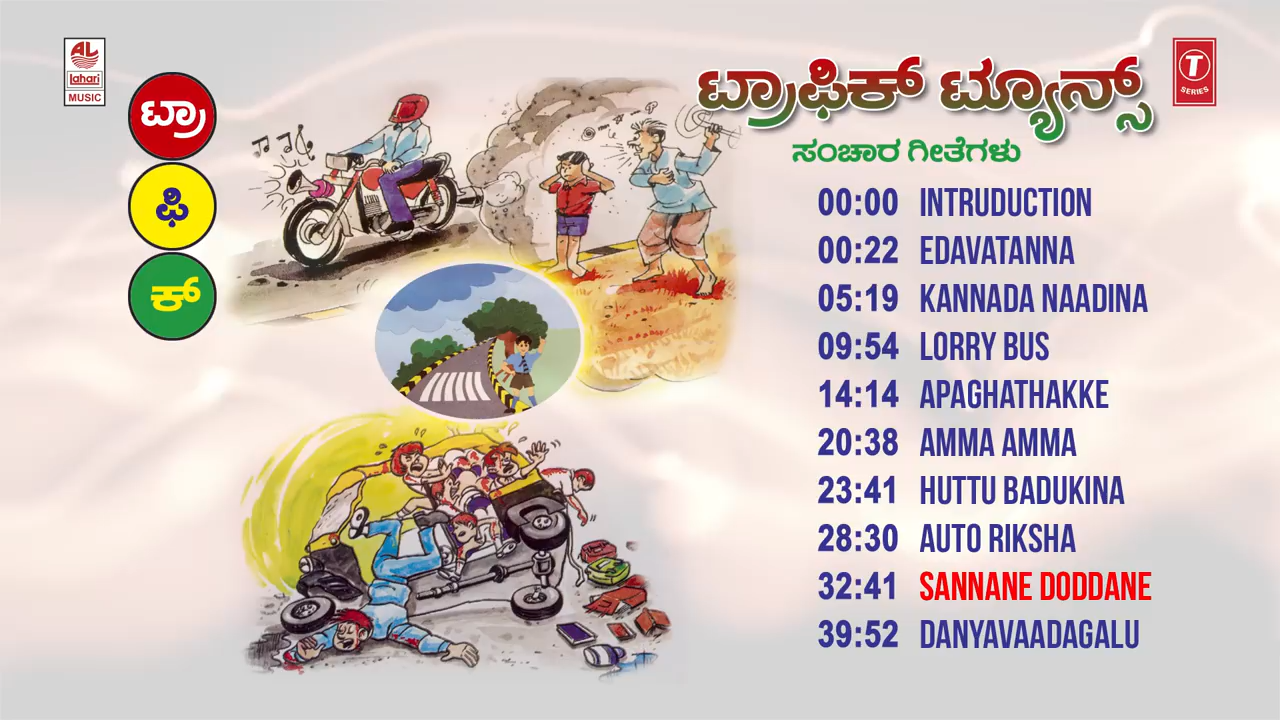 AL
lahari
MUSIC
ಟ್ರಾ
ಫಿ
ಕ್
ಟ್ರಾಫಿಕ್ ಟ್ಯೂನ್ಸ್
T
SERIES
ಸಂಚಾರ ಗೀತೆಗಳು
00:00 INTRUDUCTION
00:22 EDAVATANNA
05:19 KANNADA NAADINA
09:54 LORRY BUS
14:14 APAGHATHAKKE
20:38 AMMA AMMA
23:41 HUTTU BADUKINA
28:30 AUTO RIKSHA
32:41 SANNANE DODDANE
39:52 DANYAVAADAGALU